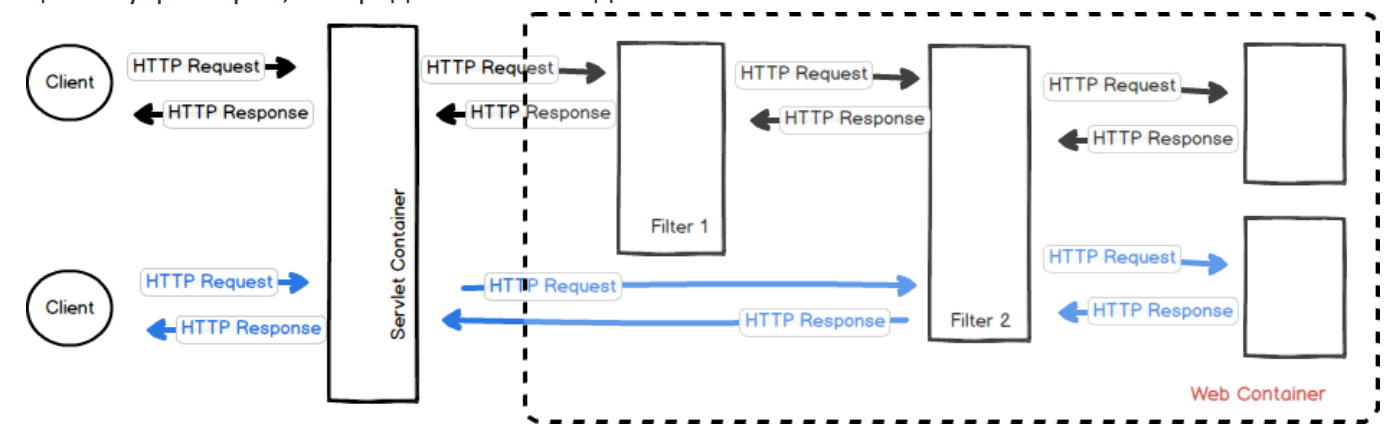 HTTP Request
HTTP Request
HTTP Request
HTTP Request
Client
HTTP Response
HTTP Response
HTTP Response
HTTP Response
Filter 1
Servlet Container
HTTP Request
HTTP Request
HTTP Request
Client
HTTP Response
HTTP Response
HTTP Response
Filter 2
Web Container